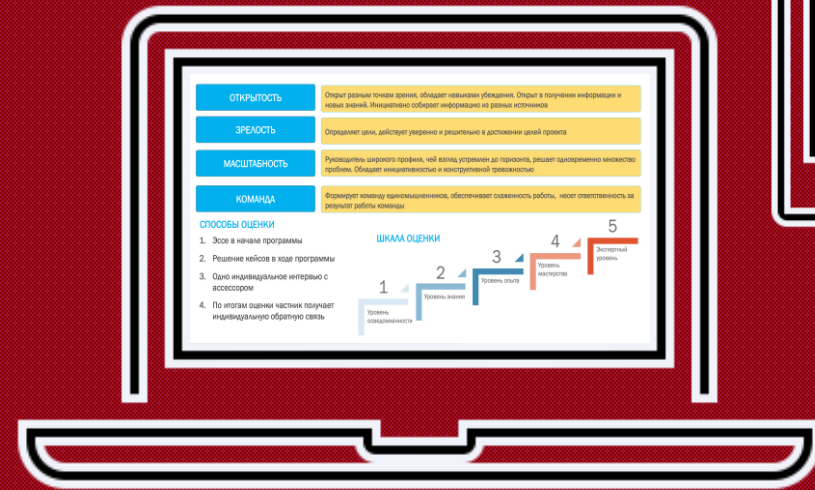 ОТКРЫТОСТЬ
Открыт разным точкам зрения, обладает навыками убеждения. Открыт в получении информации и
новых знаний. Инициативно собирает информацию из разных источников
ЗРЕЛОСТЬ
Определяет цели, действует уверенно и решительно в достижении целей проекта
МАСШТАБНОСТЬ
Руководитель широкого профиля, чей взгляд устремлен до горизонта, решает одновременно множество
проблем. Обладает инициативностью и конструктивной тревожностью
КОМАНДА
Формирует команду единомышленников, обеспечивает слаженность работы, несет ответственность за
результат работы команды
СПОСОБЫ ОЦЕНКИ
1. Эссе в начале программы
2. Решение кейсов в ходе программы
3. Одно индивидуальное интервью с
ассессором
4. По итогам оценки частник получает
индивидуальную обратную связь
ШКАЛА ОЦЕНКИ
1
Уровень
осведомленности
2
Уровень знания
3
Уровень опыта
4
Уровень
мастерства
5
Экспертный
уровень